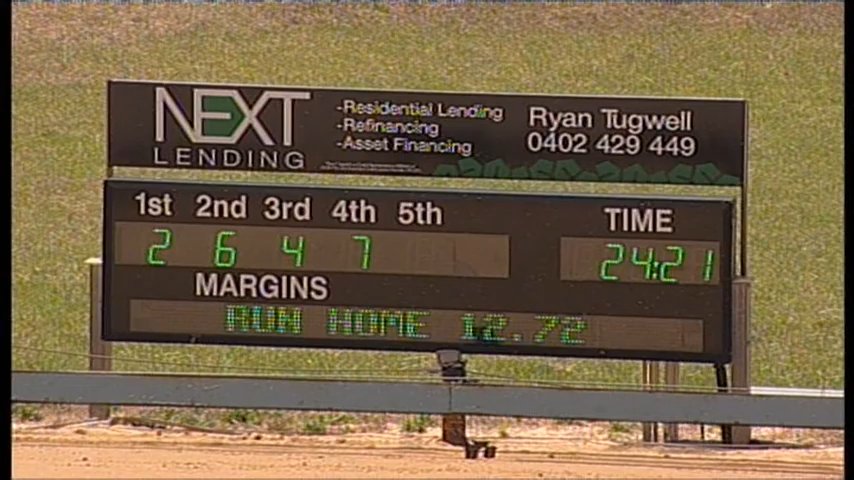 NEXT
LENDING
-Residential Lending
-Refinancing
-Asset Financing
Ryan Tugwell
0402 429 449
1st 2nd 3rd 4th 5th TIME
2 6 4 7 24:21
MARGINS
RUN HOME 12.72